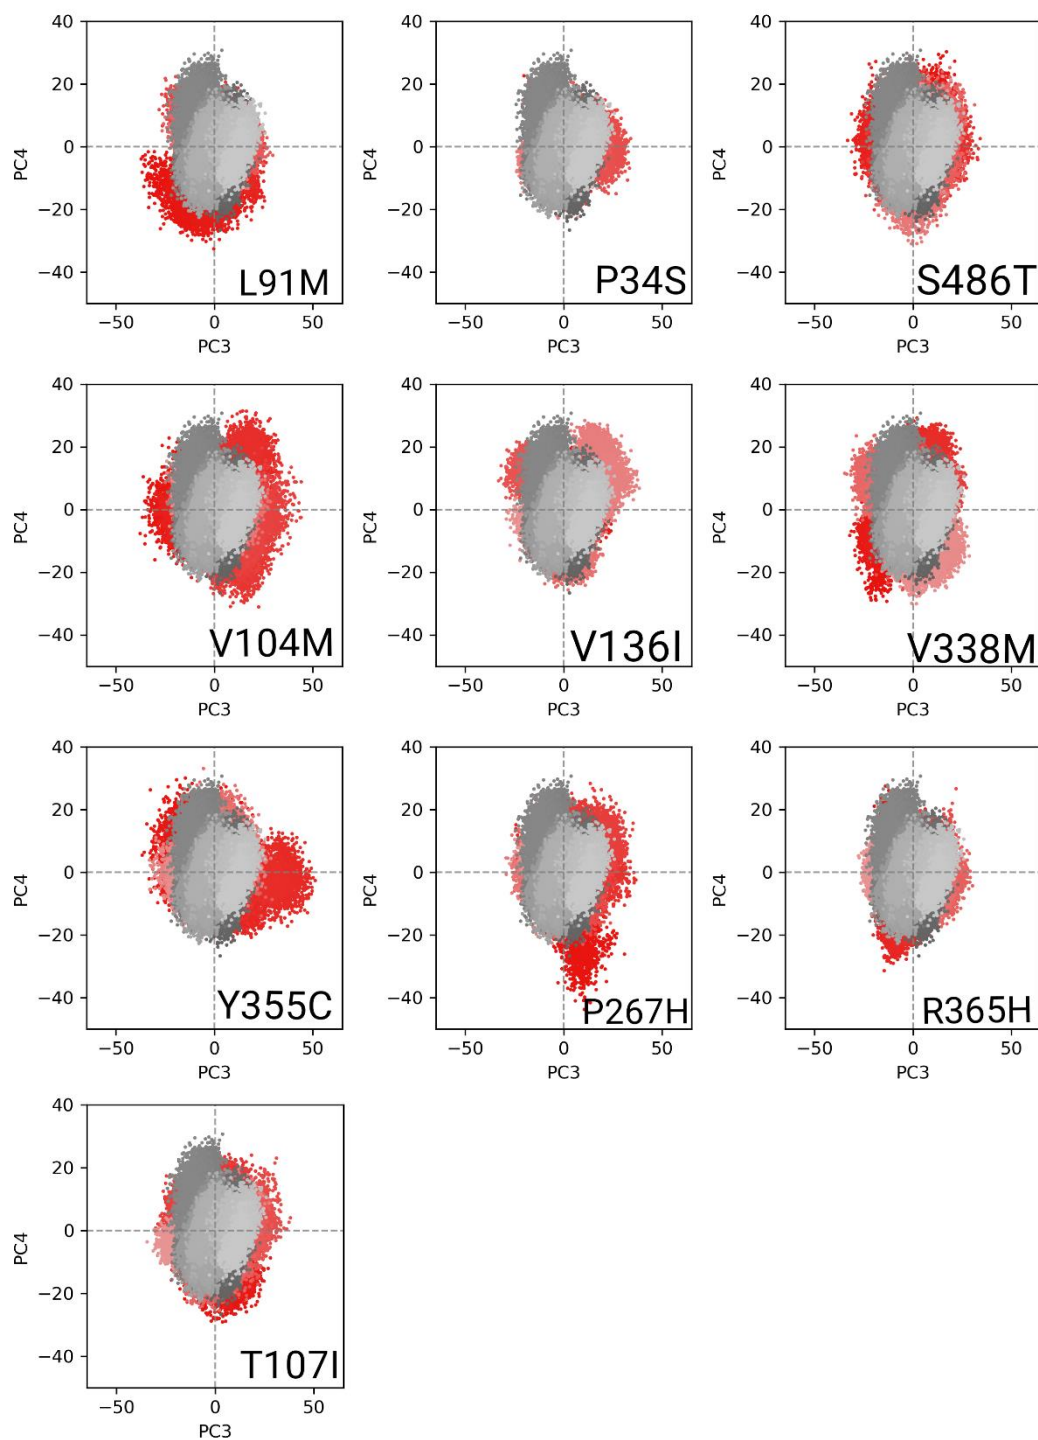 40 40 40
20 20 20
0 0 0
−20 −20 −20
−40 −40 −40
PC4 PC4 PC4
L91M P34S S486T
−50 0 50 −50 0 50 −50 0 50
PC3 PC3 PC3
40 40 40
20 20 20
0 0 0
−20 −20 −20
−40 −40 −40
PC4 PC4 PC4
V104M V136I V338M
−50 0 50 −50 0 50 −50 0 50
PC3 PC3 PC3
40 40 40
20 20 20
0 0 0
−20 −20 −20
−40 −40 −40
PC4 PC4 PC4
Y355C P267H R365H
−50 0 50 −50 0 50 −50 0 50
PC3 PC3 PC3
40
20
0
−20
−40
PC4
T107I
−50 0 50
PC3